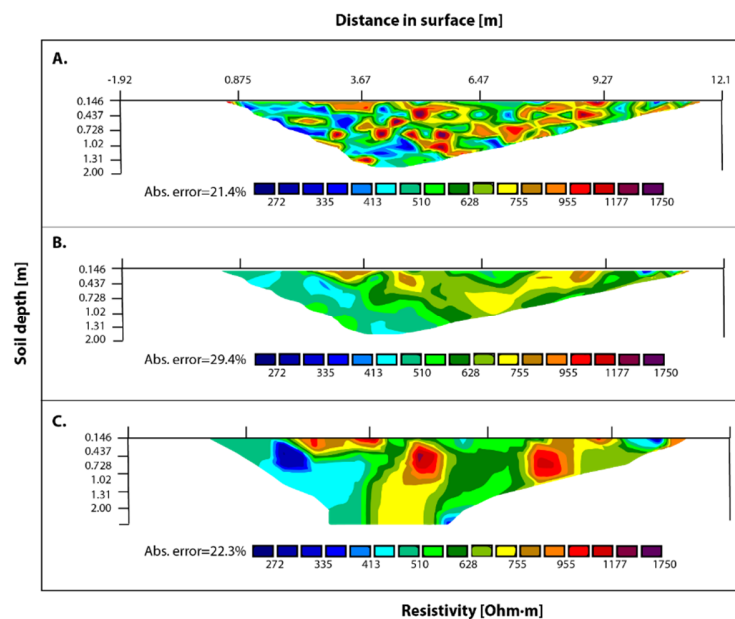 Distance in surface [m]
A.
-1.92 0.875 3.67 6.47 9.27 12.1
0.146
0.437
0.728
1.02
1.31
2.00
Abs. error=21.4%
272 335 413 510 628 755 955 1177 1750
B.
0.146
0.437
0.728
1.02
1.31
2.00
Abs. error=29.4%
272 335 413 510 628 755 955 1177 1750
C.
0.146
0.437
0.728
1.02
1.31
2.00
Abs. error=22.3%
272 335 413 510 628 755 955 1177 1750
Soil depth [m]
Resistivity [Ohm·m]